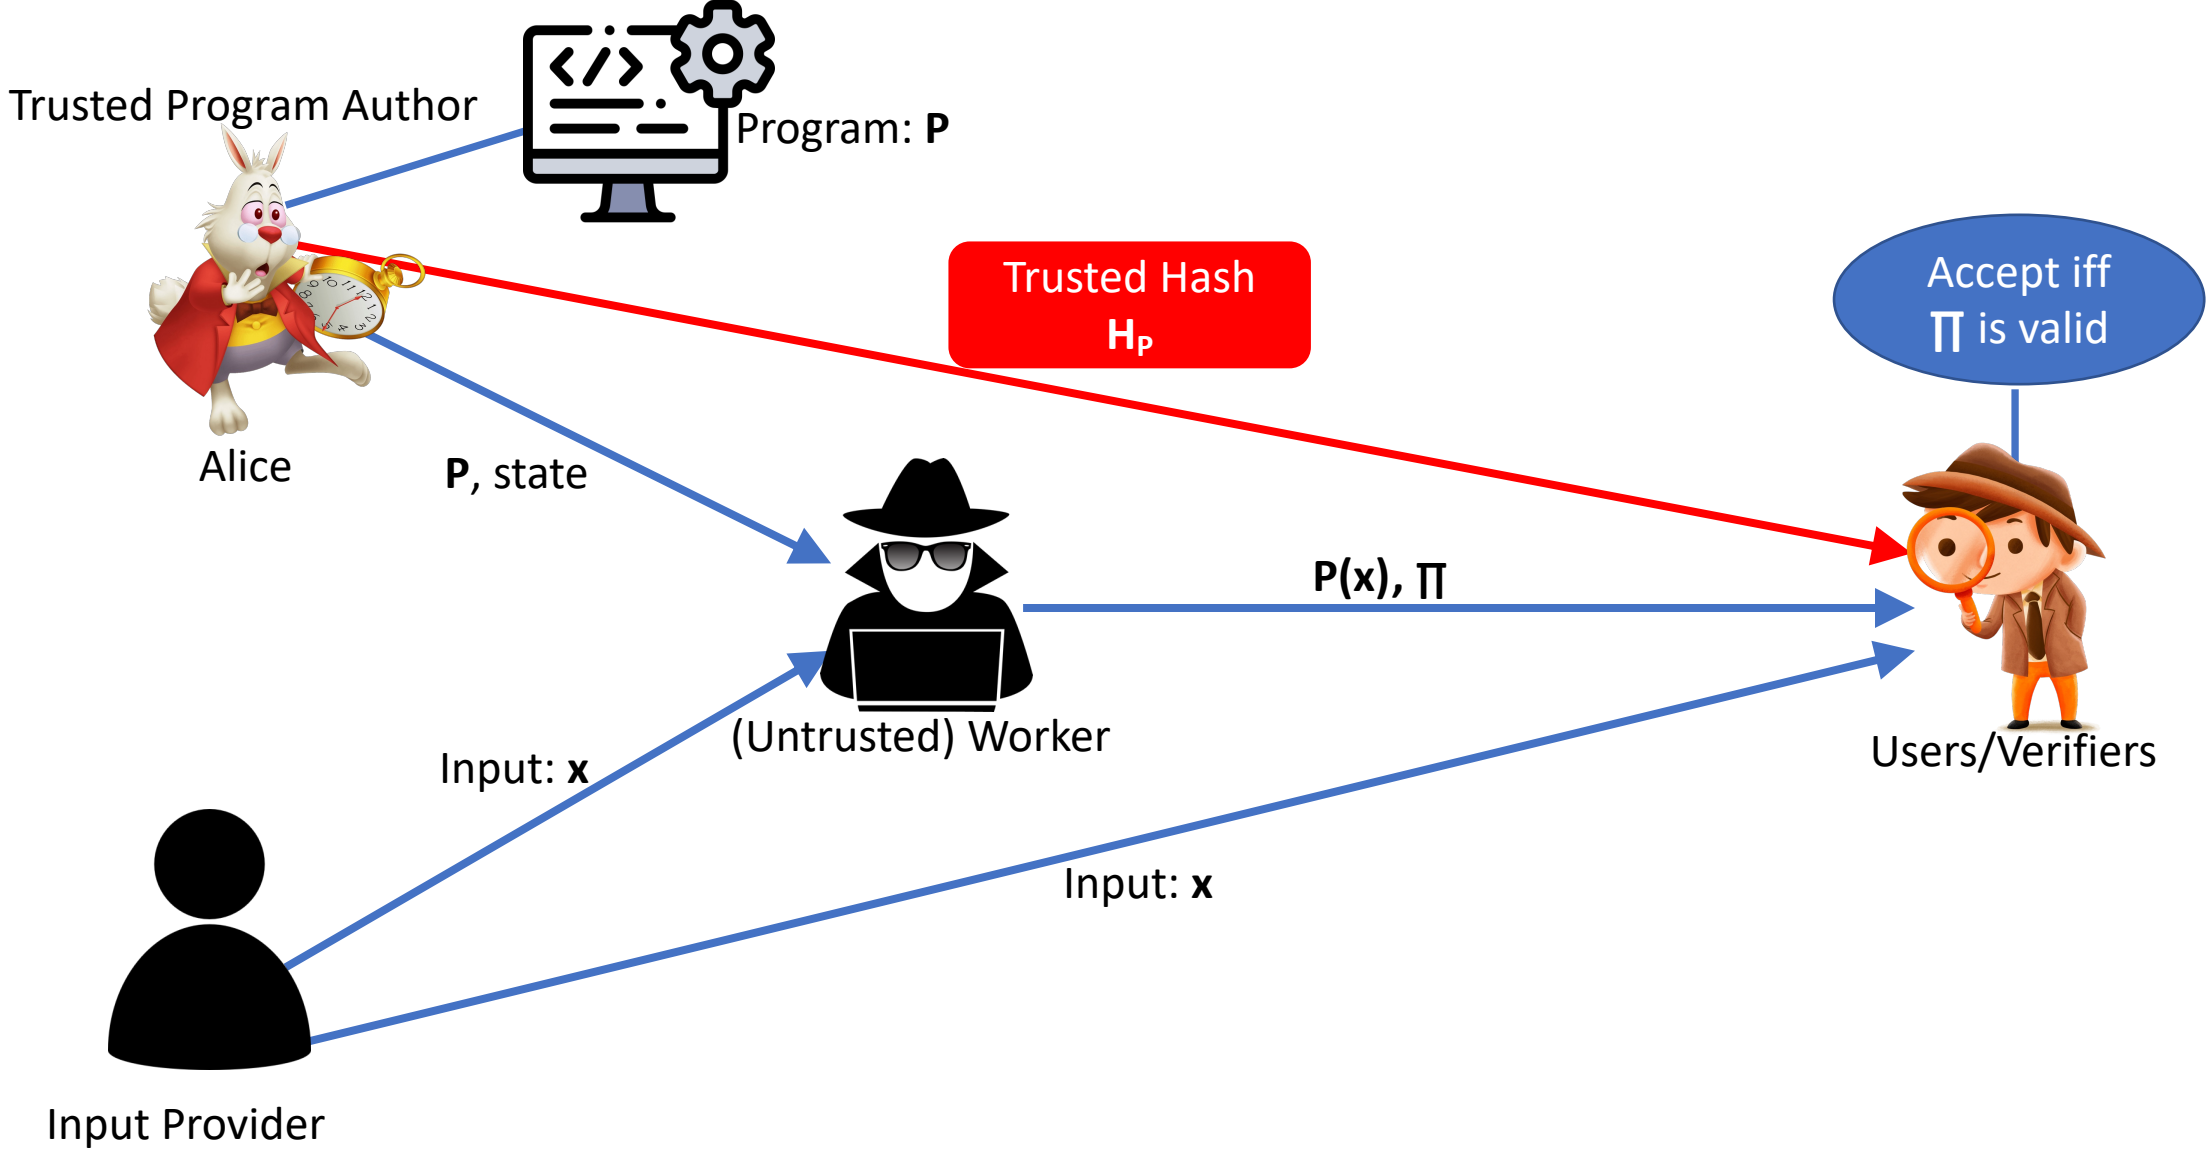 Trusted Program Author
</>
Program: P
Trusted Hash
H_P
Accept iff
∏ is valid
Alice
P, state
P(x), ∏
(Untrusted) Worker
Users/Verifiers
Input: x
Input: x
Input Provider